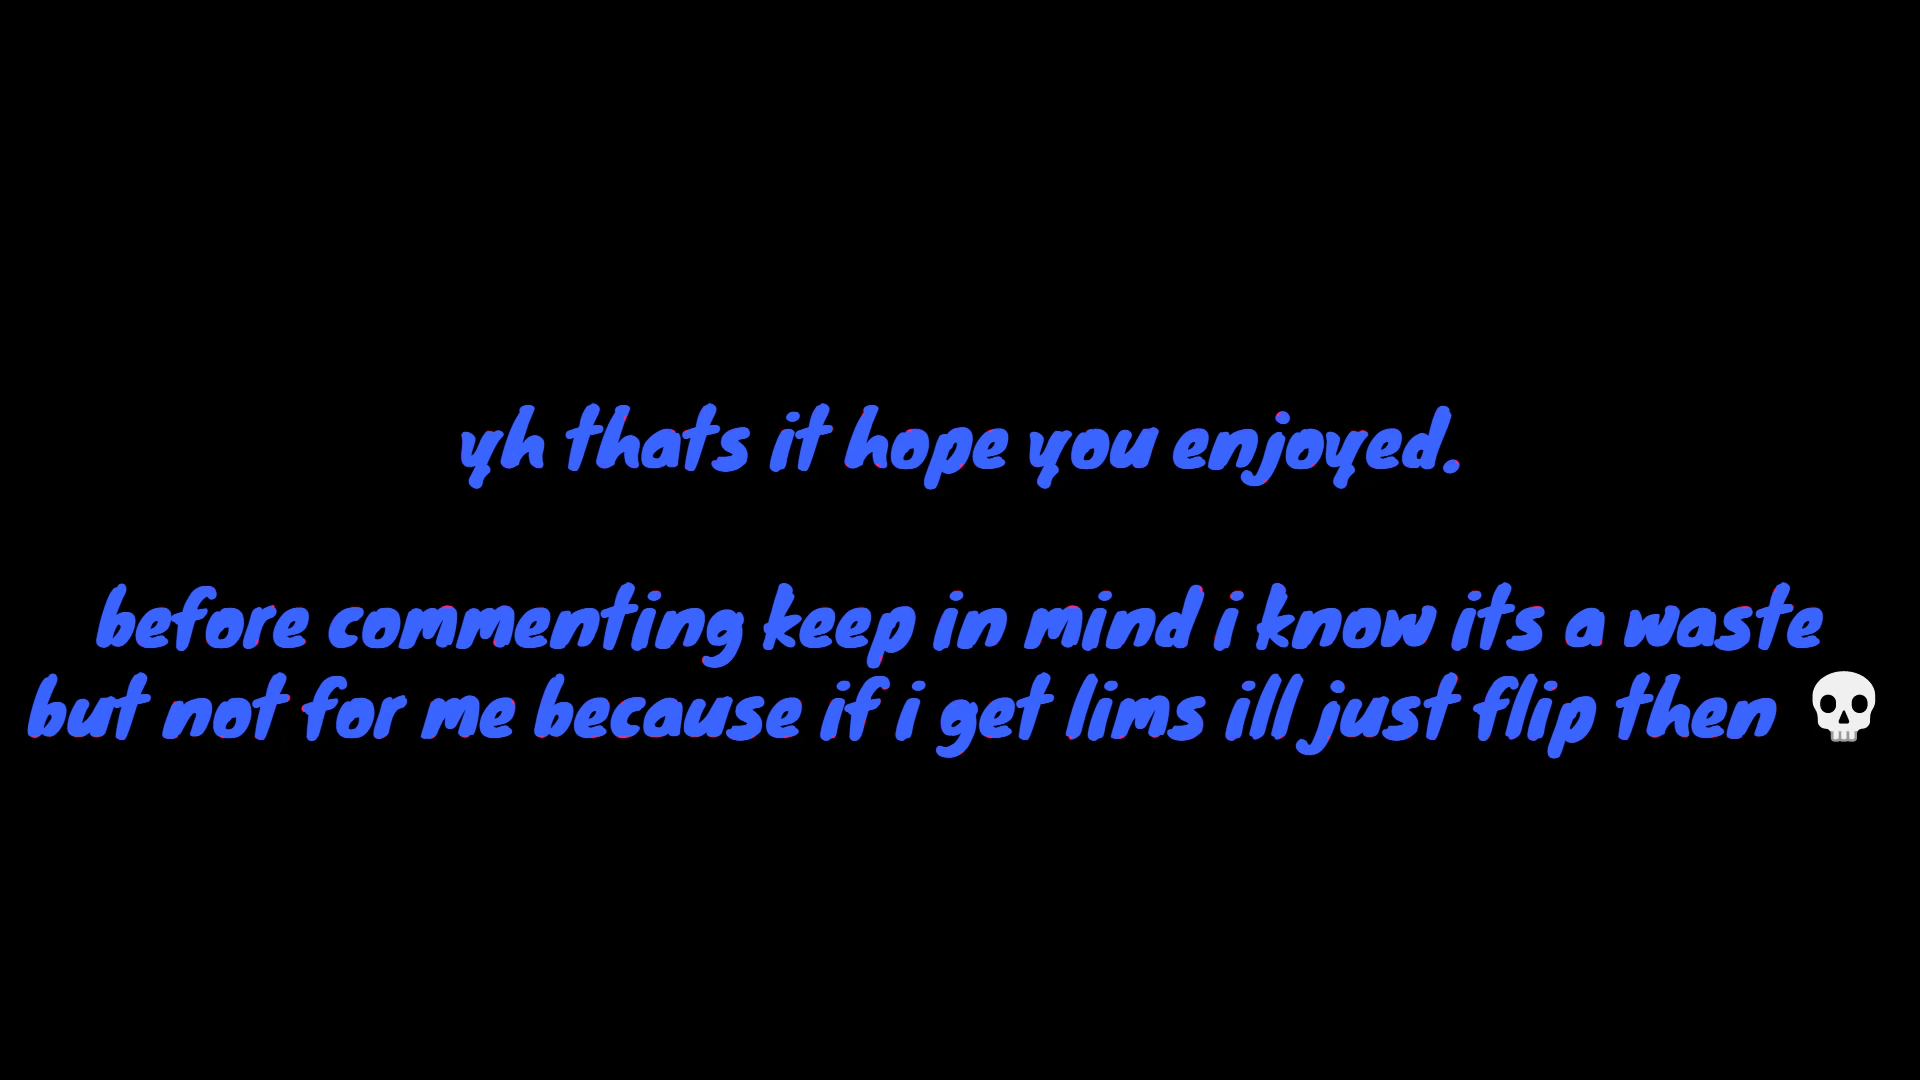 yh thats it hope you enjoyed.
before commenting keep in mind i know its a waste
but not for me because if i get lims ill just flip then 💀